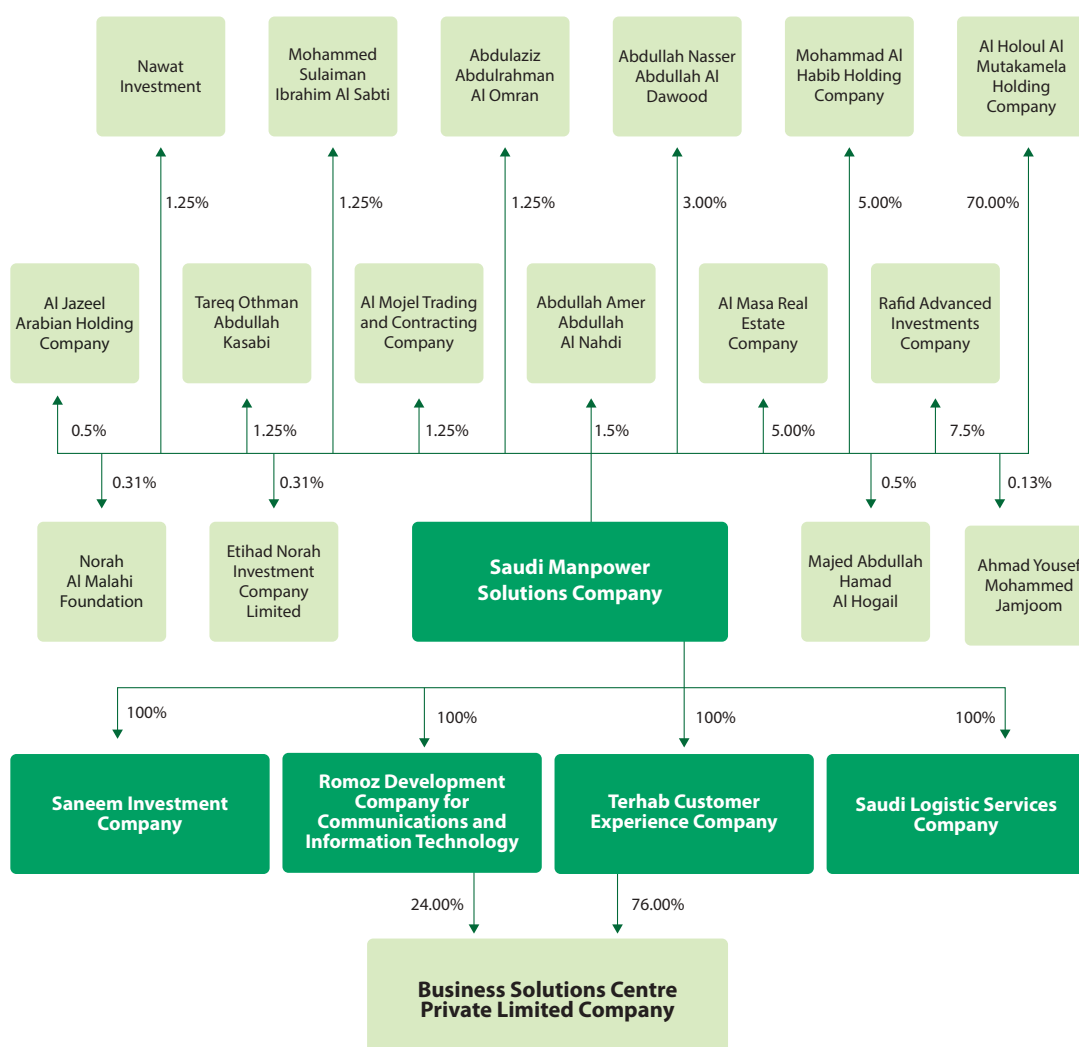 Nawat
Investment
Mohammed
Sulaiman
Ibrahim Al Sabti
Abdulaziz
Abdulrahman
Al Omran
Abdullah Nasser
Abdullah Al
Dawood
Mohammad Al
Habib Holding
Company
Al Holoul Al
Mutakamela
Holding
Company
1.25%
1.25%
1.25%
3.00%
5.00%
70.00%
Al Jazeel
Arabian Holding
Company
Tareq Othman
Abdullah
Kasabi
Al Mojel Trading
and Contracting
Company
Abdullah Amer
Abdullah
Al Nahdi
Al Masa Real
Estate
Company
Rafid Advanced
Investments
Company
0.5%
1.25%
1.25%
1.5%
5.00%
7.5%
0.31%
0.31%
0.5%
0.13%
Norah
Al Malahi
Foundation
Etihad Norah
Investment
Company
Limited
Saudi Manpower
Solutions Company
Majed Abdullah
Hamad
Al Hogail
Ahmad Yousef
Mohammed
Jamjoom
100%
100%
100%
100%
Saneem Investment
Company
Romoz Development
Company for
Communications and
Information Technology
Terhab Customer
Experience Company
Saudi Logistic Services
Company
24.00%
76.00%
Business Solutions Centre
Private Limited Company